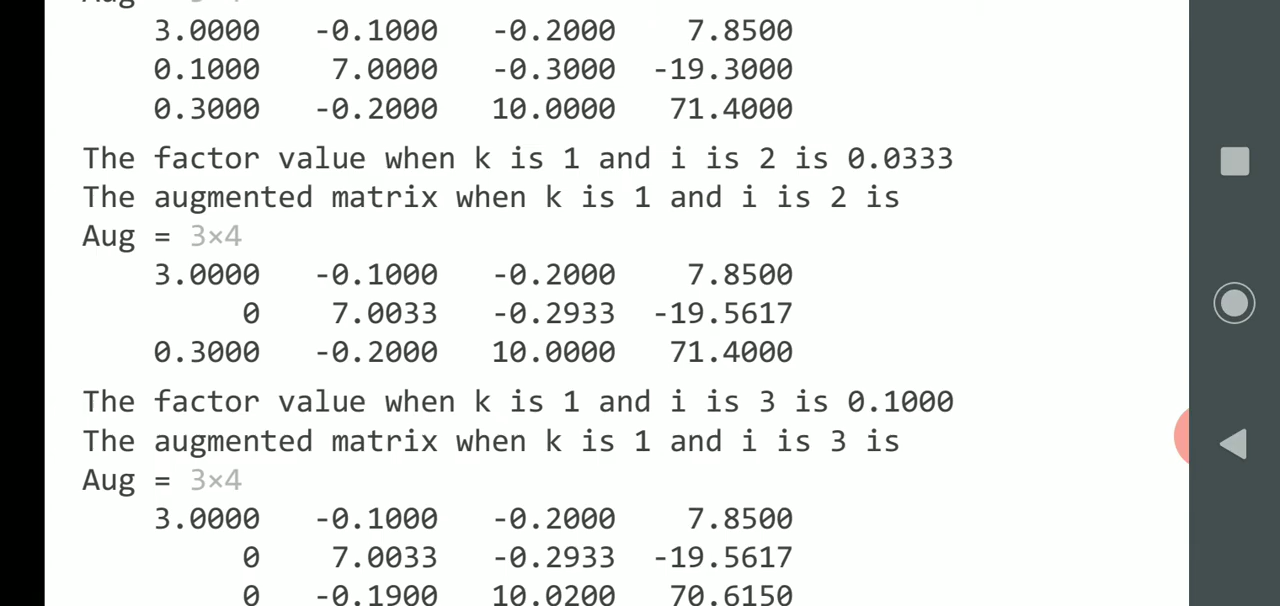 3.0000 -0.1000 -0.2000 7.8500
0.1000 7.0000 -0.3000 -19.3000
0.3000 -0.2000 10.0000 71.4000
The factor value when k is 1 and i is 2 is 0.0333
The augmented matrix when k is 1 and i is 2 is
Aug = 3×4
3.0000 -0.1000 -0.2000 7.8500
0 7.0033 -0.2933 -19.5617
0.3000 -0.2000 10.0000 71.4000
The factor value when k is 1 and i is 3 is 0.1000
The augmented matrix when k is 1 and i is 3 is
Aug = 3×4
3.0000 -0.1000 -0.2000 7.8500
0 7.0033 -0.2933 -19.5617
0 -0.1900 10.0200 70.6150